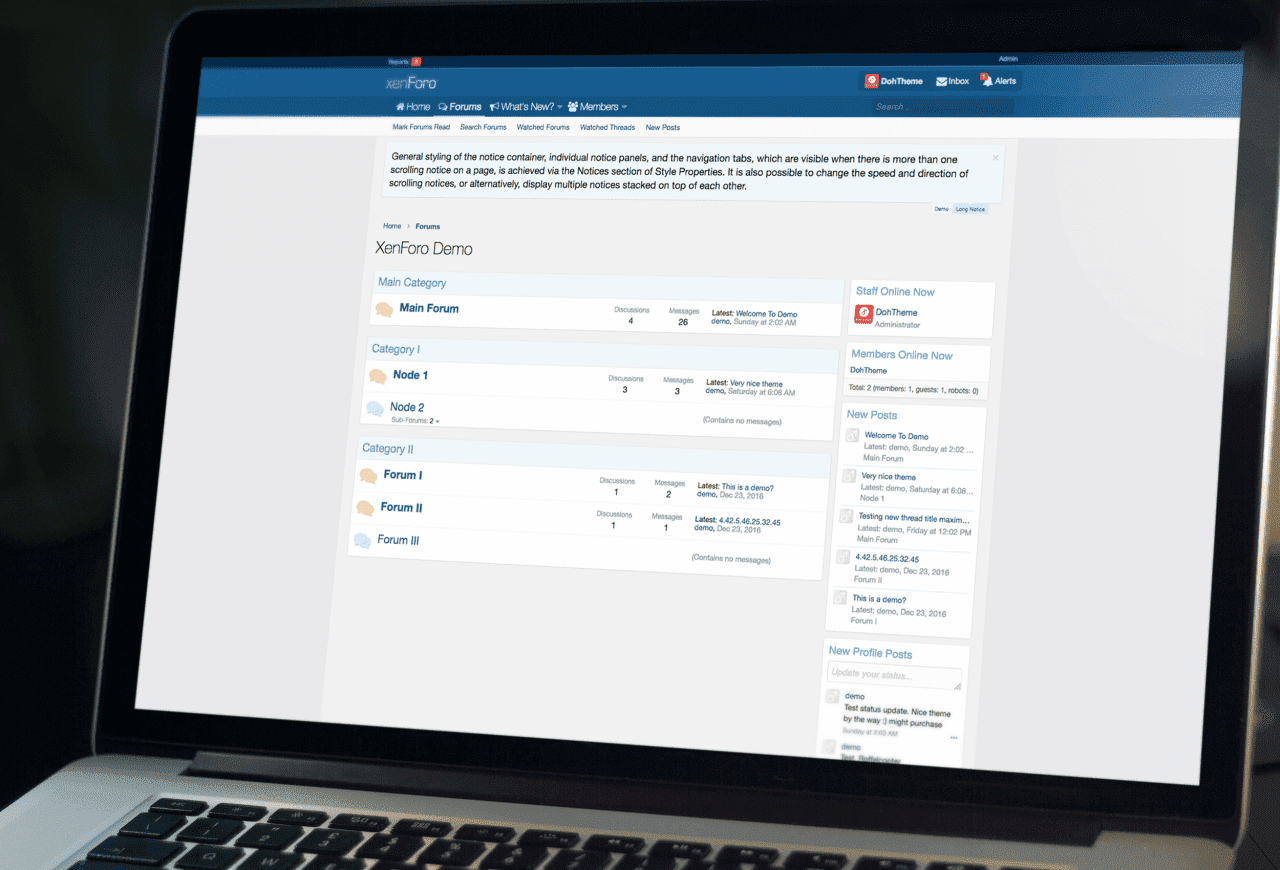 Reports
Admin
xenForo
DohTheme Inbox Alerts
Home Forums What's New? Members
Search...
Mark Forums Read Search Forums Watched Forums Watched Threads New Posts
General styling of the notice container, individual notice panels, and the navigation tabs, which are visible when there is more than one
scrolling notice on a page, is achieved via the Notices section of Style Properties. It is also possible to change the speed and direction of
scrolling notices, or alternatively, display multiple notices stacked on top of each other.
Demo Long Notice
Home > Forums
XenForo Demo
Main Category
Main Forum
Discussions
4
Messages
26
Latest: Welcome To Demo
demo, Sunday at 2:02 AM
Category I
Node 1
Discussions
3
Messages
3
Latest: Very nice theme
demo, Saturday at 6:08 AM
Node 2
Sub-Forums: 2
(Contains no messages)
Category II
Forum I
Discussions
1
Messages
2
Latest: This is a demo?
demo, Dec 23, 2016
Forum II
Discussions
1
Messages
1
Latest: 4.42.5.46.25.32.45
demo, Dec 23, 2016
Forum III
(Contains no messages)
Staff Online Now
DohTheme
Administrator
Members Online Now
DohTheme
Total: 2 (members: 1, guests: 1, robots: 0)
New Posts
Welcome To Demo
Latest: demo, Sunday at 2:02 ...
Main Forum
Very nice theme
Latest: demo, Saturday at 6:08...
Node 1
Testing new thread title maxim...
Latest: demo, Friday at 12:02 PM
Main Forum
4.42.5.46.25.32.45
Latest: demo, Dec 23, 2016
Forum II
This is a demo?
Latest: demo, Dec 23, 2016
Forum I
New Profile Posts
Update your status...
demo
Test status update. Nice theme
by the way :) might purchase
Sunday at 2:03 AM
demo
Test
esc
Q W